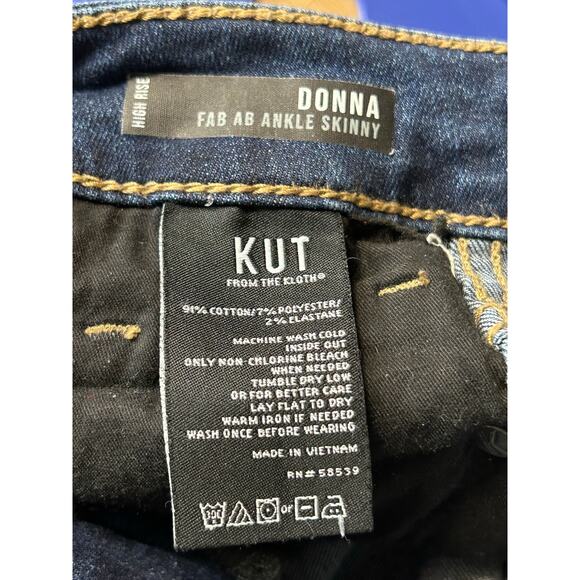 HIGH RISE
DONNA
FAB AB ANKLE SKINNY
KUT
FROM THE KLOTH®
91% COTTON/7% POLYESTER/
2% ELASTANE
MACHINE WASH COLD
INSIDE OUT
ONLY NON-CHLORINE BLEACH
WHEN NEEDED
TUMBLE DRY LOW
OR FOR BETTER CARE
LAY FLAT TO DRY
WARM IRON IF NEEDED
WASH ONCE BEFORE WEARING
MADE IN VIETNAM
RN# 58539
30C or